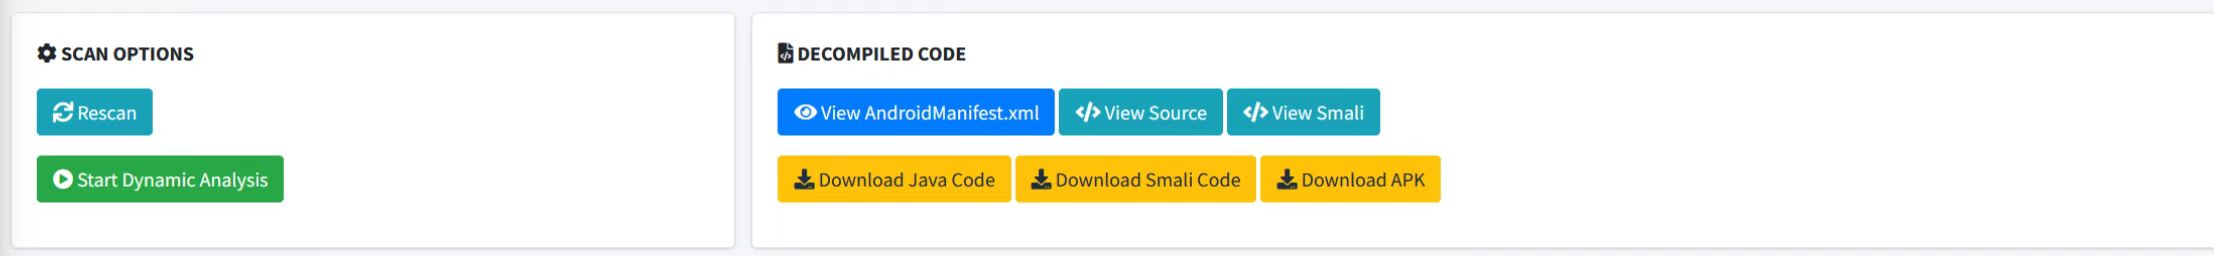 SCAN OPTIONS
Rescan
Start Dynamic Analysis
DECOMPILED CODE
View AndroidManifest.xml View Source View Smali
Download Java Code Download Smali Code Download APK